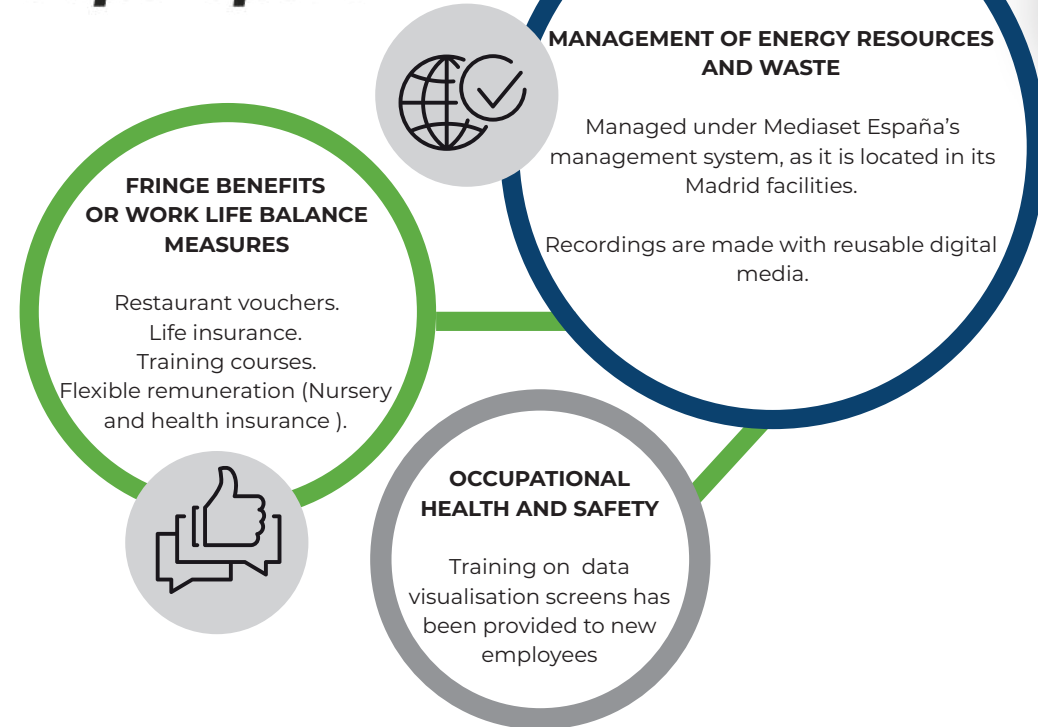 MANAGEMENT OF ENERGY RESOURCES
AND WASTE
Managed under Mediaset España’s
management system, as it is located in its
Madrid facilities.
Recordings are made with reusable digital
media.
FRINGE BENEFITS
OR WORK LIFE BALANCE
MEASURES
Restaurant vouchers.
Life insurance.
Training courses.
Flexible remuneration (Nursery
and health insurance ).
OCCUPATIONAL
HEALTH AND SAFETY
Training on  data
visualisation screens has
been provided to new
employees